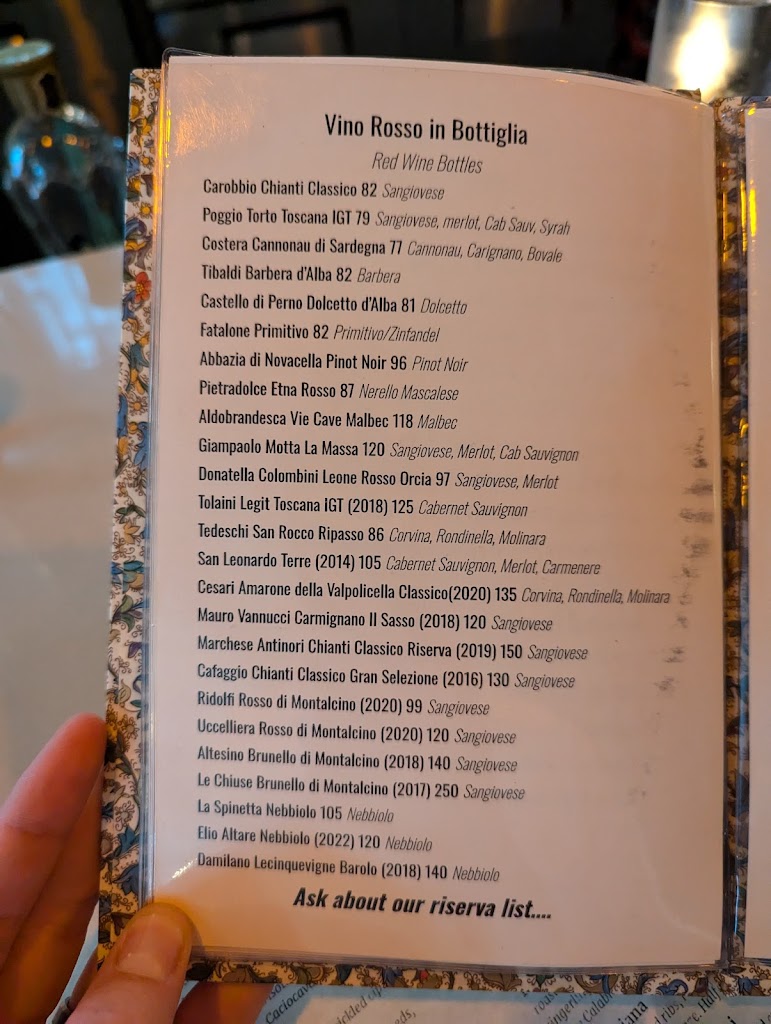 Vino Rosso in Bottiglia
Red Wine Bottles
Carobbio Chianti Classico 82 Sangiovese
Poggio Torto Toscana IGT 79 Sangiovese, merlot, Cab Sauv, Syrah
Costera Cannonau di Sardegna 77 Cannonau, Carignano, Bovale
Tibaldi Barbera d'Alba 82 Barbera
Castello di Perno Dolcetto d'Alba 81 Dolcetto
Fatalone Primitivo 82 Primitivo/Zinfandel
Abbazia di Novacella Pinot Noir 96 Pinot Noir
Pietradolce Etna Rosso 87 Nerello Mascalese
Aldobrandesca Vie Cave Malbec 118 Malbec
Giampaolo Motta La Massa 120 Sangiovese, Merlot, Cab Sauvignon
Donatella Colombini Leone Rosso Orcia 97 Sangiovese, Merlot
Tolaini Legit Toscana IGT (2018) 125 Cabernet Sauvignon
Tedeschi San Rocco Ripasso 86 Corvina, Rondinella, Molinara
San Leonardo Terre (2014) 105 Cabernet Sauvignon, Merlot, Carmenere
Cesari Amarone della Valpolicella Classico(2020) 135 Corvina, Rondinella, Molinara
Mauro Vannucci Carmignano Il Sasso (2018) 120 Sangiovese
Marchese Antinori Chianti Classico Riserva (2019) 150 Sangiovese
Cafaggio Chianti Classico Gran Selezione (2016) 130 Sangiovese
Ridolfi Rosso di Montalcino (2020) 99 Sangiovese
Uccelliera Rosso di Montalcino (2020) 120 Sangiovese
Altesino Brunello di Montalcino (2018) 140 Sangiovese
Le Chiuse Brunello di Montalcino (2017) 250 Sangiovese
La Spinetta Nebbiolo 105 Nebbiolo
Elio Altare Nebbiolo (2022) 120 Nebbiolo
Damilano Lecinquevigne Barolo (2018) 140 Nebbiolo
Ask about our riserva list....